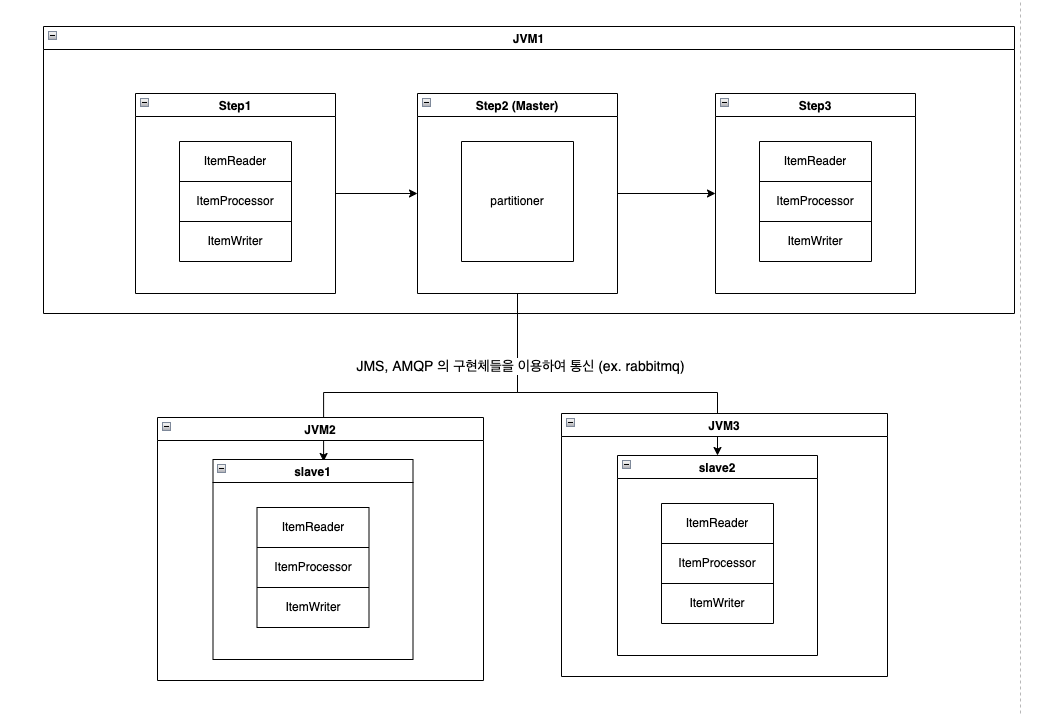 JVM1
Step1
Step2 (Master)
Step3
ItemReader
ItemProcessor
ItemWriter
partitioner
ItemReader
ItemProcessor
ItemWriter
JMS, AMQP 의 구현체들을 이용하여 통신 (ex. rabbitmq)
JVM2
slave1
ItemReader
ItemProcessor
ItemWriter
JVM3
slave2
ItemReader
ItemProcessor
ItemWriter